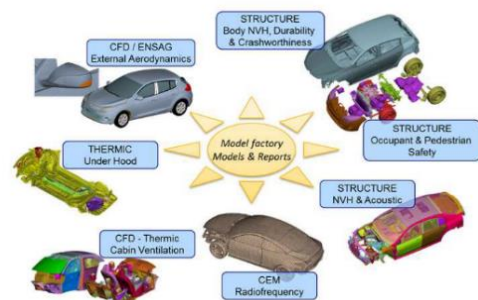 CFD / ENSAG
External Aerodynamics
STRUCTURE
Body NVH, Durability
& Crashworthiness
THERMIC
Under Hood
Model factory
Models & Reports
STRUCTURE
Occupant & Pedestrian
Safety
STRUCTURE
NVH & Acoustic
CFD - Thermic
Cabin Ventilation
CEM
Radiofrequency